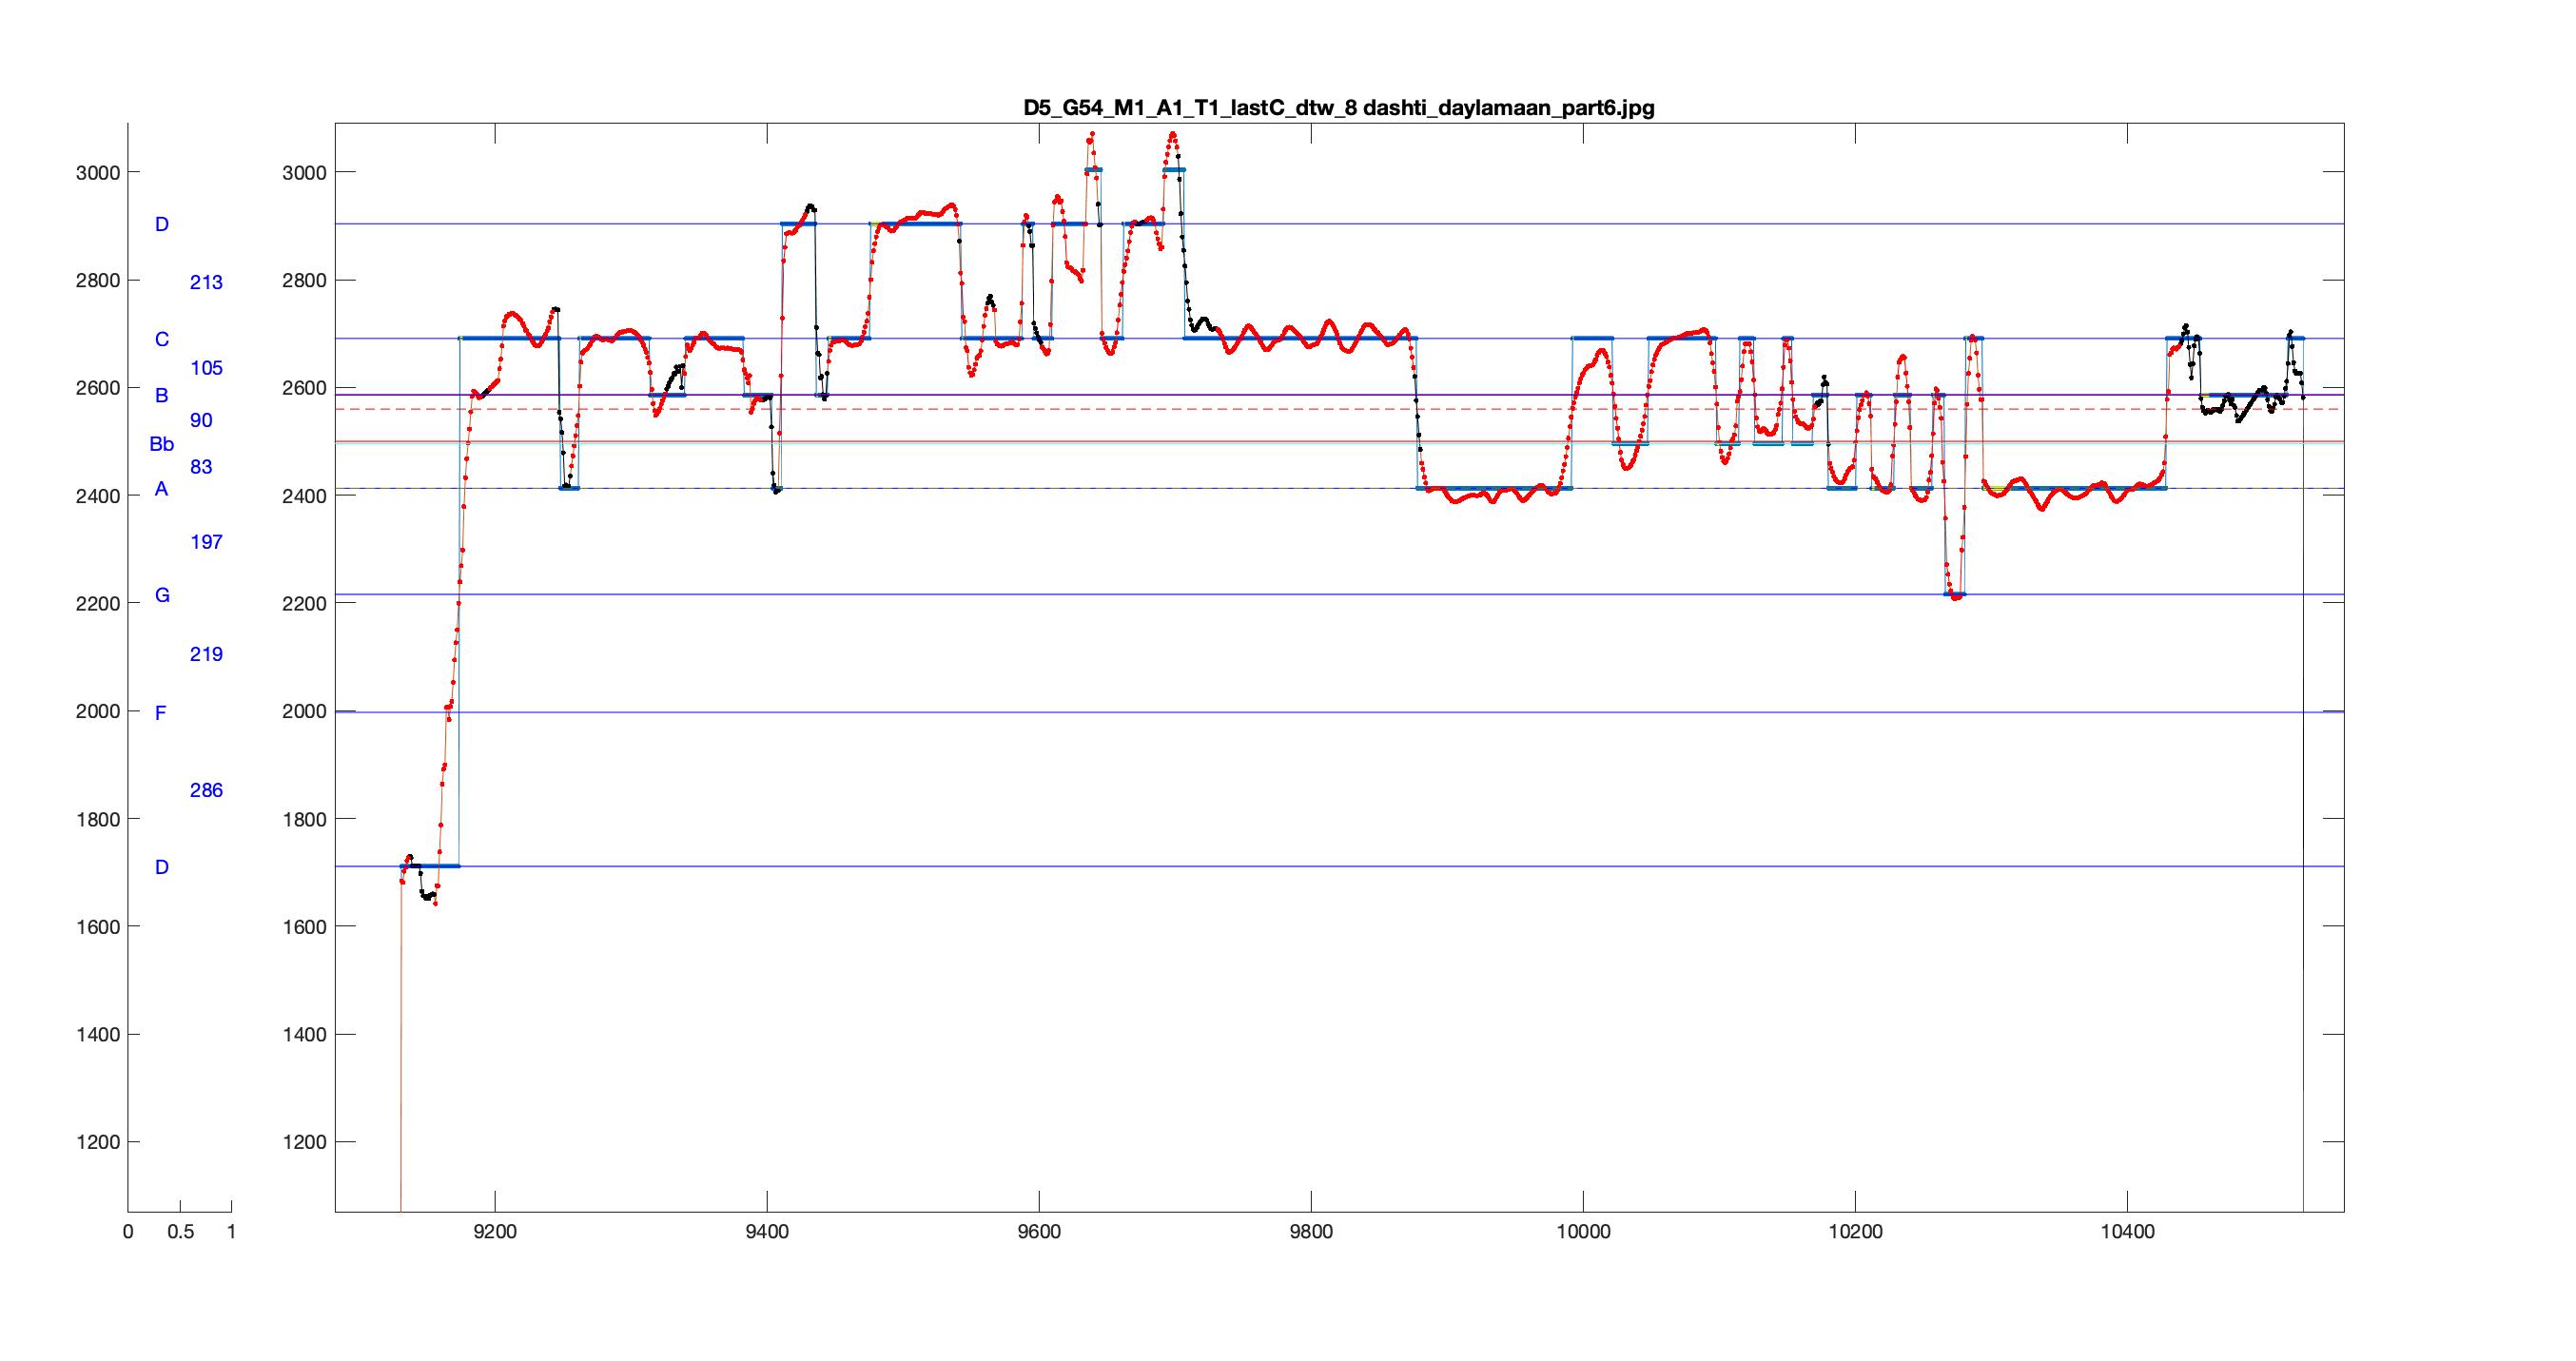 D5_G54_M1_A1_T1_lastC_dtw_8 dashti_daylamaan_part6.jpg
3000 3000
D
2800 213 2800
C
105
2600 2600
B
90
Bb
83
2400 A 2400
197
2200 G 2200
219
2000 F 2000
286
1800 1800
D
1600 1600
1400 1400
1200 1200
0 0.5 1 9200 9400 9600 9800 10000 10200 10400